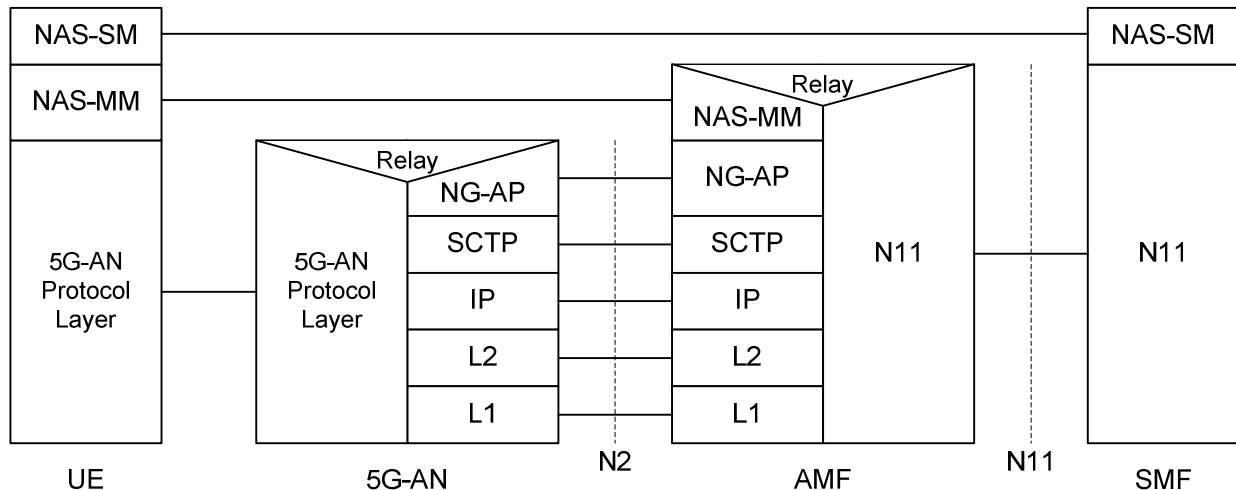 NAS-SM
NAS-SM
NAS-MM
Relay
NAS-MM
Relay
NG-AP
NG-AP
SCTP
SCTP
N11
N11
5G-AN
Protocol
Layer
5G-AN
Protocol
Layer
IP
IP
L2
L2
L1
L1
N2
N11
UE
5G-AN
AMF
SMF